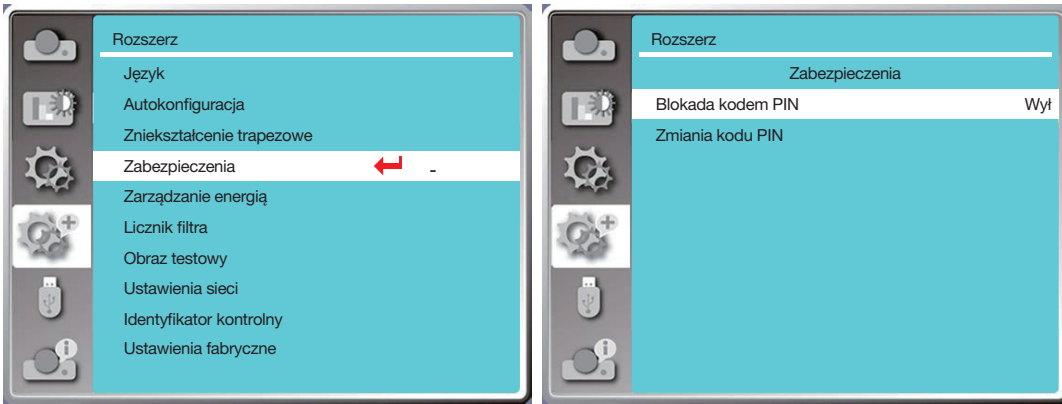 Rozszerz
Język
Autokonfiguracja
Zniekształcenie trapezowe
Zabezpieczenia -
Zarządzanie energią
Licznik filtra
Obraz testowy
Ustawienia sieci
Identyfikator kontrolny
Ustawienia fabryczne
Rozszerz
Zabezpieczenia
Blokada kodem PIN Wył
Zmiania kodu PIN